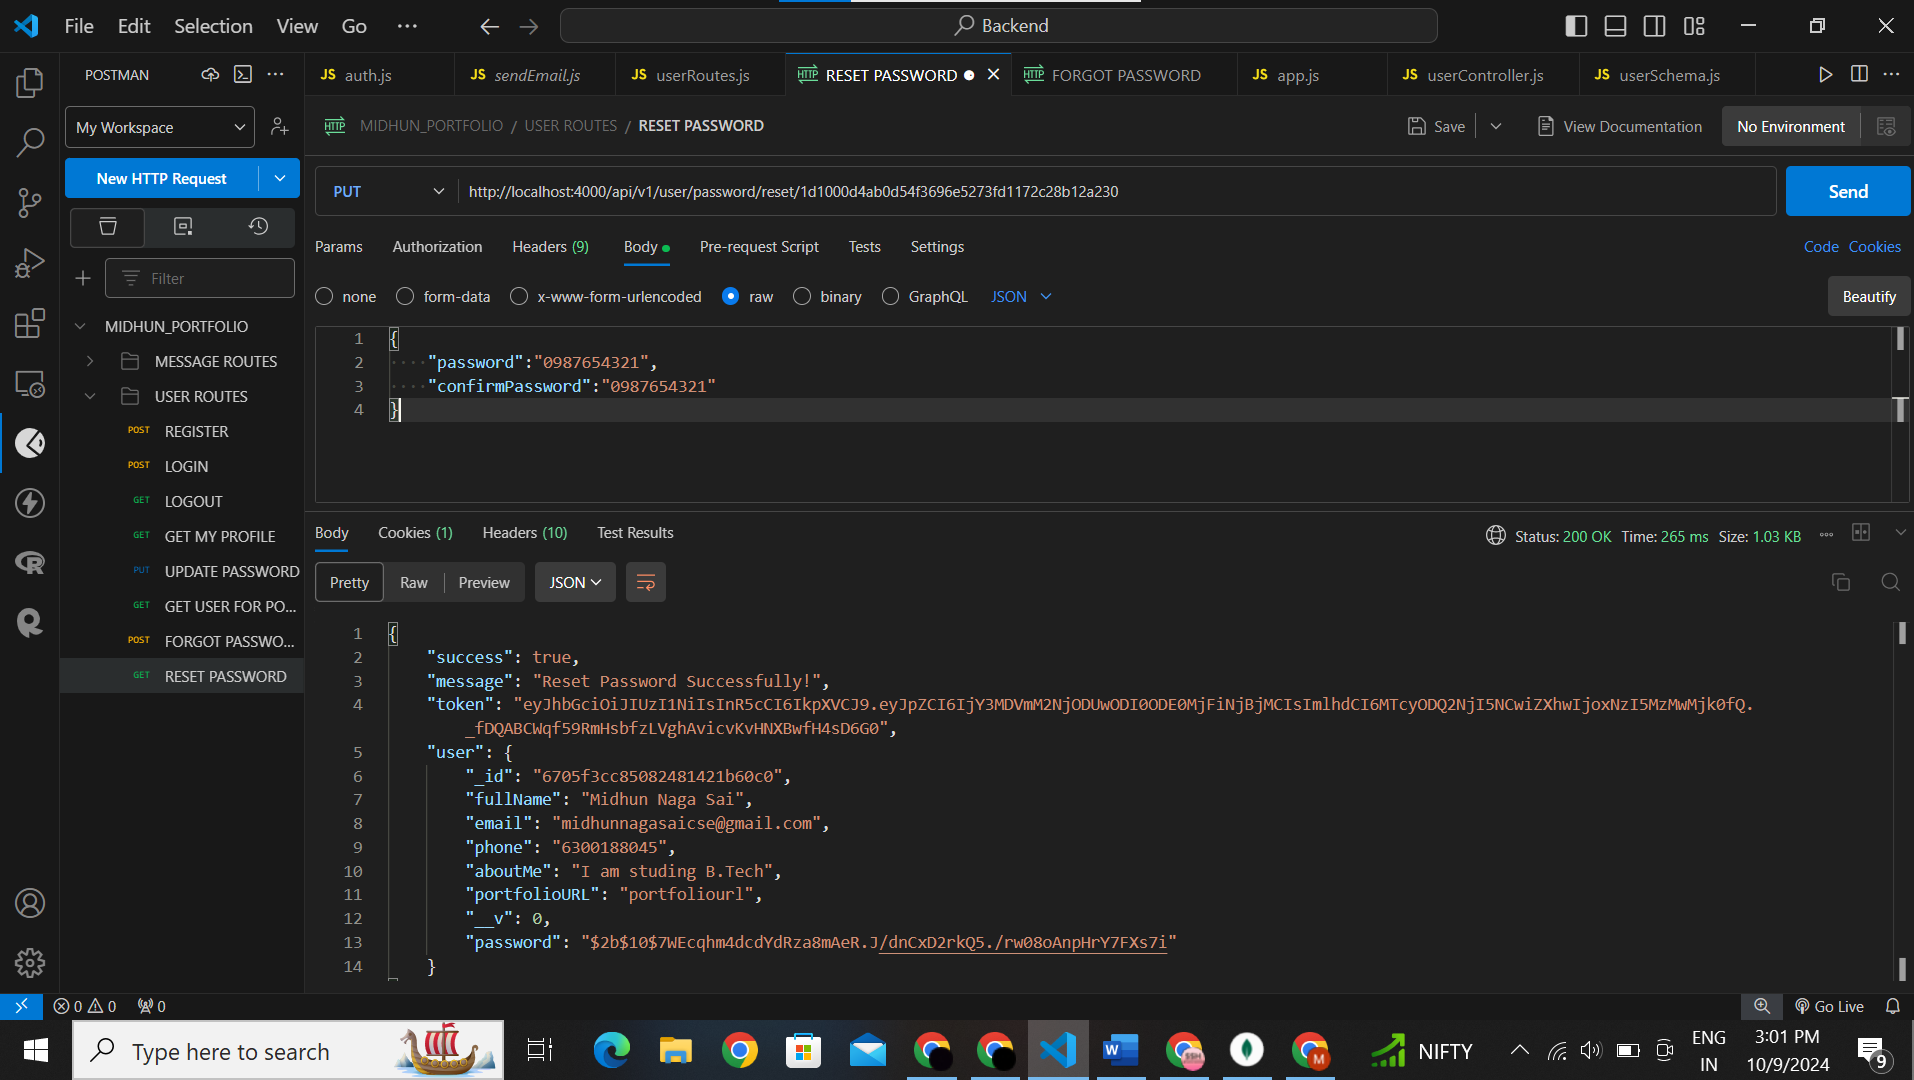 File Edit Selection View Go ··· Backend
POSTMAN ··· JS auth.js JS sendEmail.js JS userRoutes.js HTTP RESET PASSWORD HTTP FORGOT PASSWORD JS app.js JS userController.js JS userSchema.js ···
My Workspace HTTP MIDHUN_PORTFOLIO / USER ROUTES / RESET PASSWORD Save View Documentation No Environment
New HTTP Request PUT http://localhost:4000/api/v1/user/password/reset/1d1000d4ab0d54f3696e5273fd1172c28b12a230 Send
Params Authorization Headers (9) Body Pre-request Script Tests Settings Code Cookies
Filter none form-data x-www-form-urlencoded raw binary GraphQL JSON Beautify
MIDHUN_PORTFOLIO
MESSAGE ROUTES
USER ROUTES
POST REGISTER
POST LOGIN
GET LOGOUT
GET GET MY PROFILE
PUT UPDATE PASSWORD
GET GET USER FOR PO...
POST FORGOT PASSWO...
GET RESET PASSWORD
1 {
2 ····"password":"0987654321",
3 ····"confirmPassword":"0987654321"
4 }
Body Cookies (1) Headers (10) Test Results Status: 200 OK Time: 265 ms Size: 1.03 KB
Pretty Raw Preview JSON
1 {
2 "success": true,
3 "message": "Reset Password Successfully!",
4 "token": "eyJhbGciOiJIUzI1NiIsInR5cCI6IkpXVCJ9.eyJpZCI6IjY3MDVmM2NjODUwODI0ODE0MjFiNjBjMCIsImlhdCI6MTcyODQ2NjI5NCwiZXhwIjoxNzI5MzMwMjk0fQ.
_fDQABCWqf59RmHsbfzLVghAvicvKvHNXBwfH4sD6G0",
5 "user": {
6 "_id": "6705f3cc85082481421b60c0",
7 "fullName": "Midhun Naga Sai",
8 "email": "midhunnagasaicse@gmail.com",
9 "phone": "6300188045",
10 "aboutMe": "I am studing B.Tech",
11 "portfolioURL": "portfoliourl",
12 "__v": 0,
13 "password": "$2b$10$7WEcqhm4dcdYdRza8mAeR.J/dnCxD2rkQ5./rw08oAnpHrY7FXs7i"
14 }
0 0 0 Go Live
Type here to search W SSH M NIFTY ENG 3:01 PM 9
IN 10/9/2024